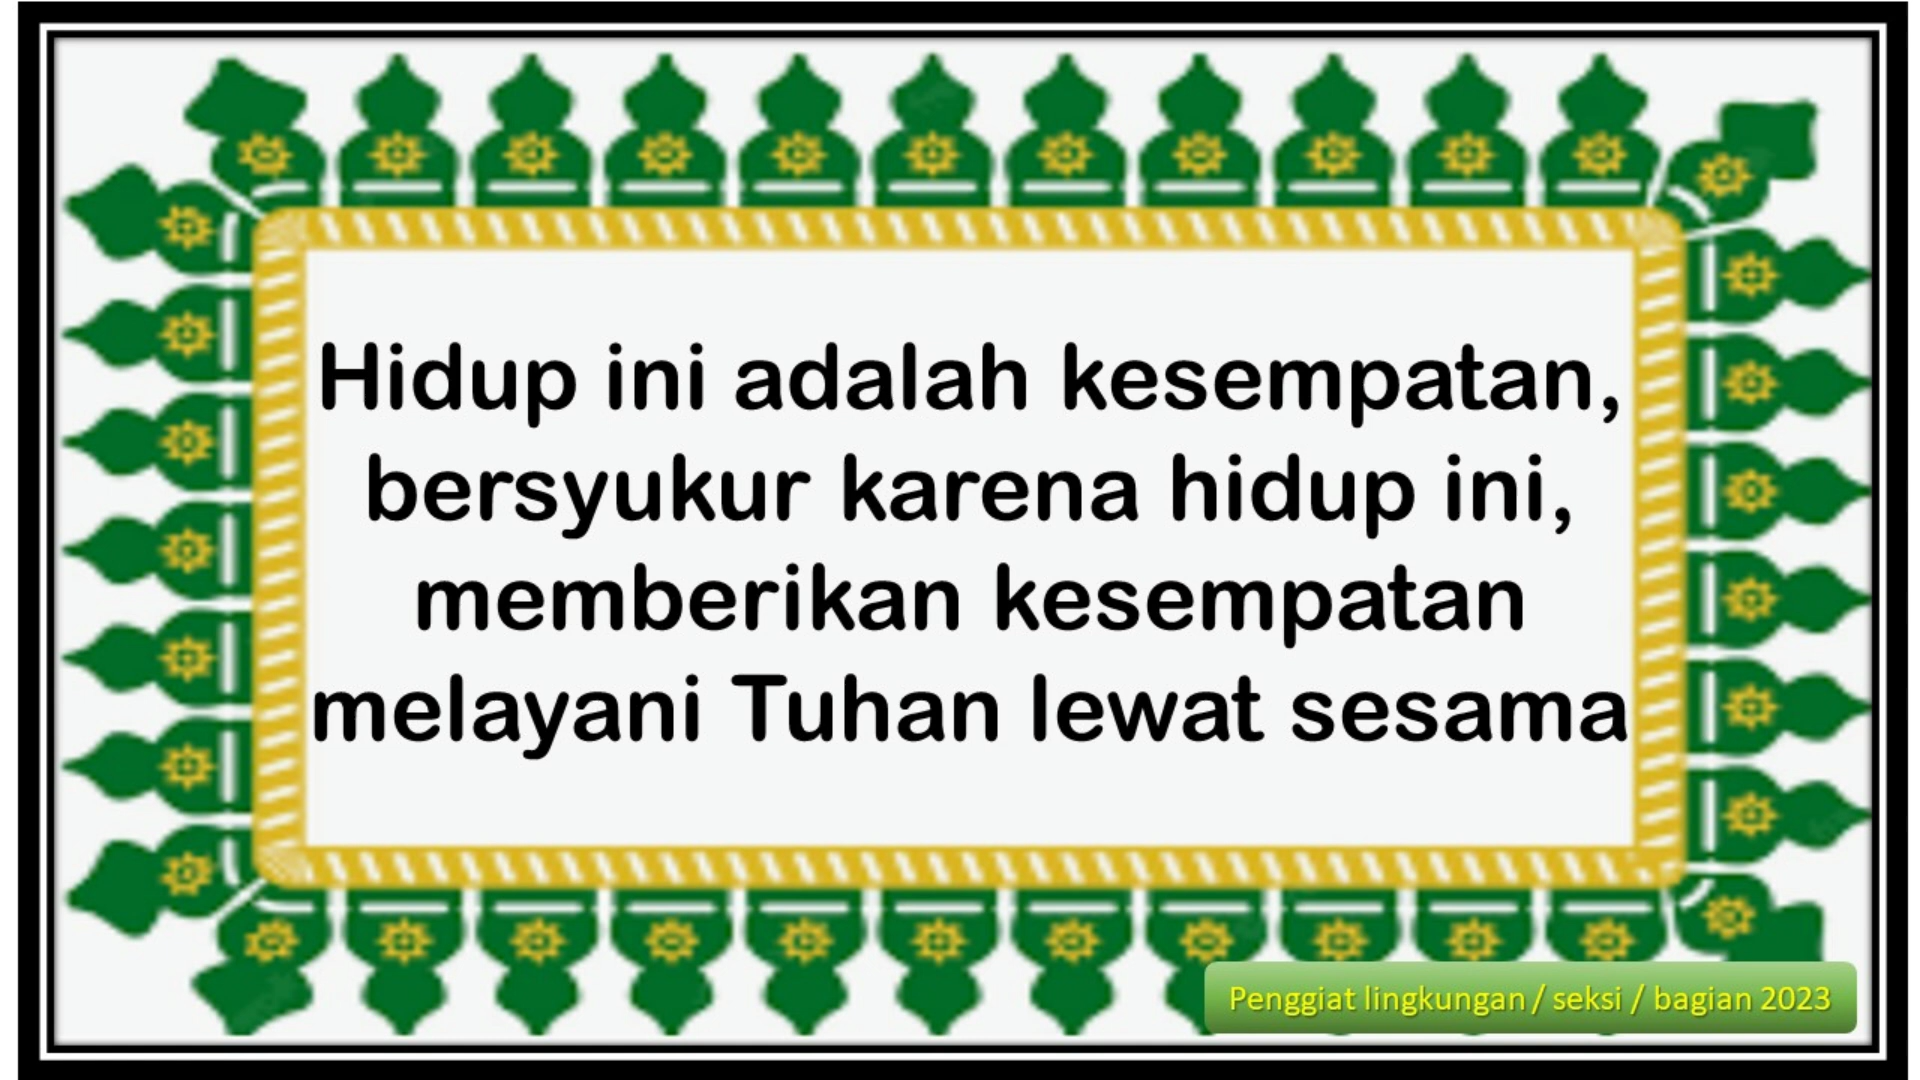 Hidup ini adalah kesempatan,
bersyukur karena hidup ini,
memberikan kesempatan
melayani Tuhan lewat sesama
Penggiat lingkungan / seksi / bagian 2023